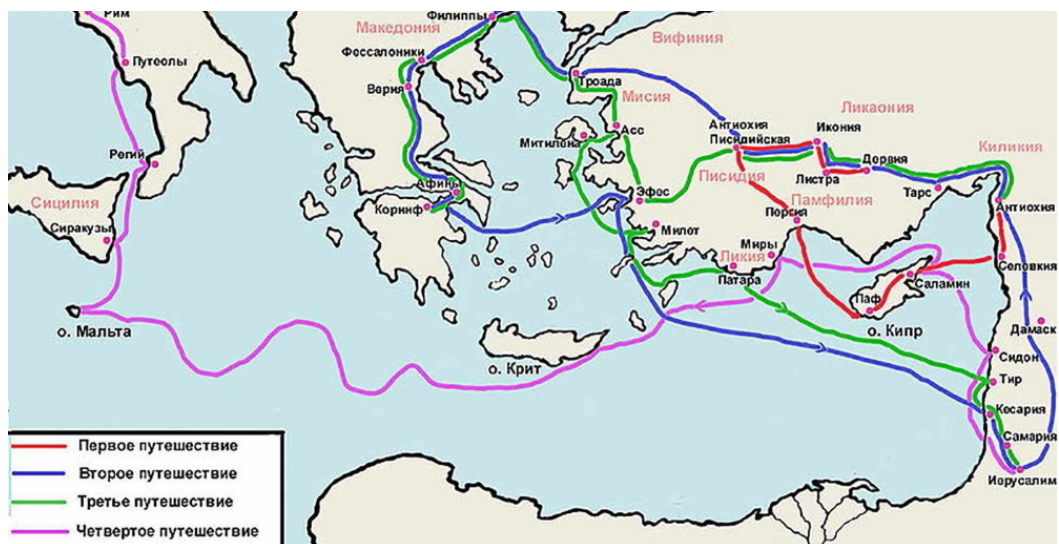 Рим
Македония
Филиппы
Вифиния
Путеолы
Фессалоники
Троада
Верия
Мисия
Ликаония
Асс
Антиохия
Писидийская
Икония
Митилена
Киликия
Регий
Дервия
Листра
Писидия
Афины
Эфес
Тарс
Сицилия
Коринф
Памфилия
Антиохия
Пергия
Сиракузы
Милет
Миры
Ликия
Селевкия
Патара
Саламин
Паф
о. Мальта
о. Кипр
Дамаск
Сидон
о. Крит
Тир
Кесария
Самария
Иерусалим
Первое путешествие
Второе путешествие
Третье путешествие
Четвертое путешествие